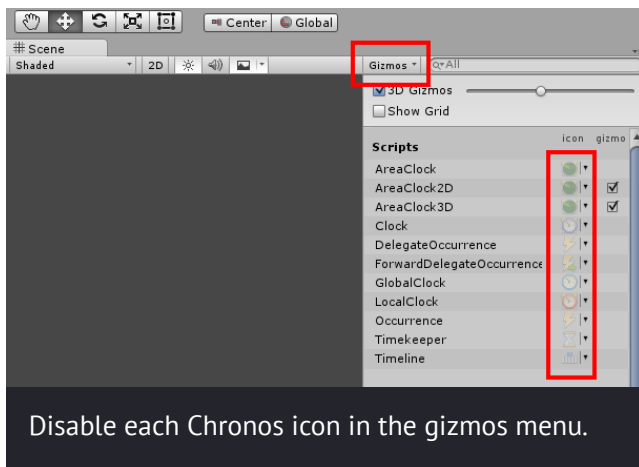 Center Global
# Scene
Shaded 2D Gizmos All
3D Gizmos
Show Grid
Scripts icon gizmo
AreaClock
AreaClock2D
AreaClock3D
Clock
DelegateOccurrence
ForwardDelegateOccurrence
GlobalClock
LocalClock
Occurrence
Timekeeper
Timeline
Disable each Chronos icon in the gizmos menu.